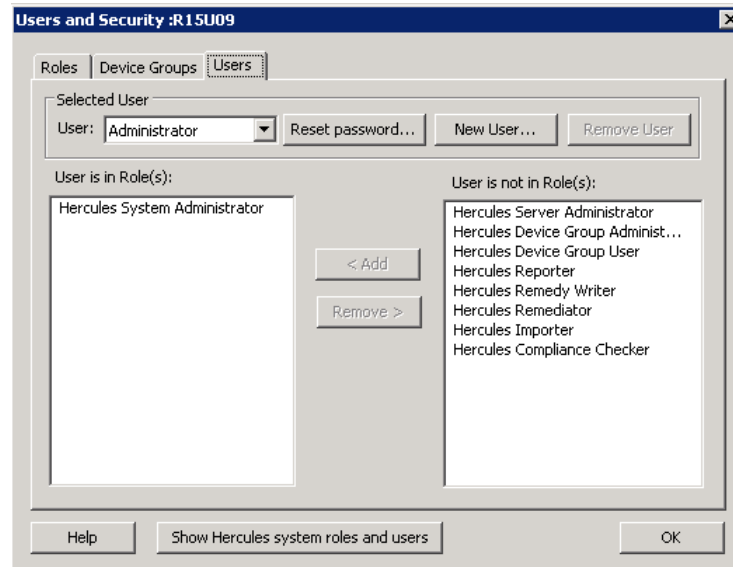 Users and Security :R15U09
Roles
Device Groups
Users
Selected User
User:
Administrator
Reset password...
New User...
Remove User
User is in Role(s):
Hercules System Administrator
< Add
Remove >
User is not in Role(s):
Hercules Server Administrator
Hercules Device Group Administ...
Hercules Device Group User
Hercules Reporter
Hercules Remedy Writer
Hercules Remediator
Hercules Importer
Hercules Compliance Checker
Help
Show Hercules system roles and users
OK